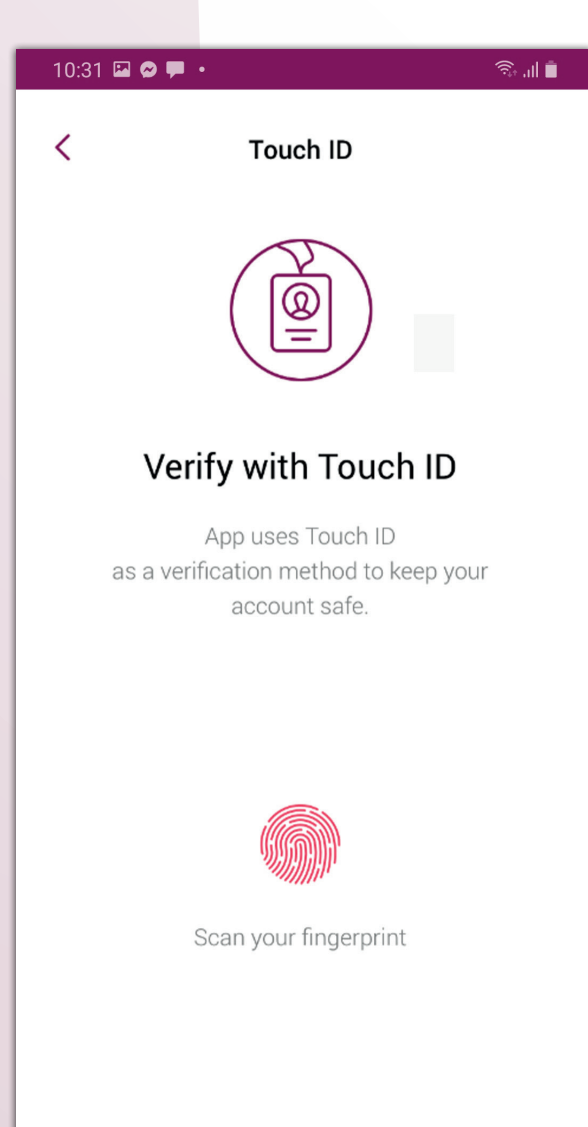 10:31
Touch ID
Verify with Touch ID
App uses Touch ID
as a verification method to keep your
account safe.
Scan your fingerprint